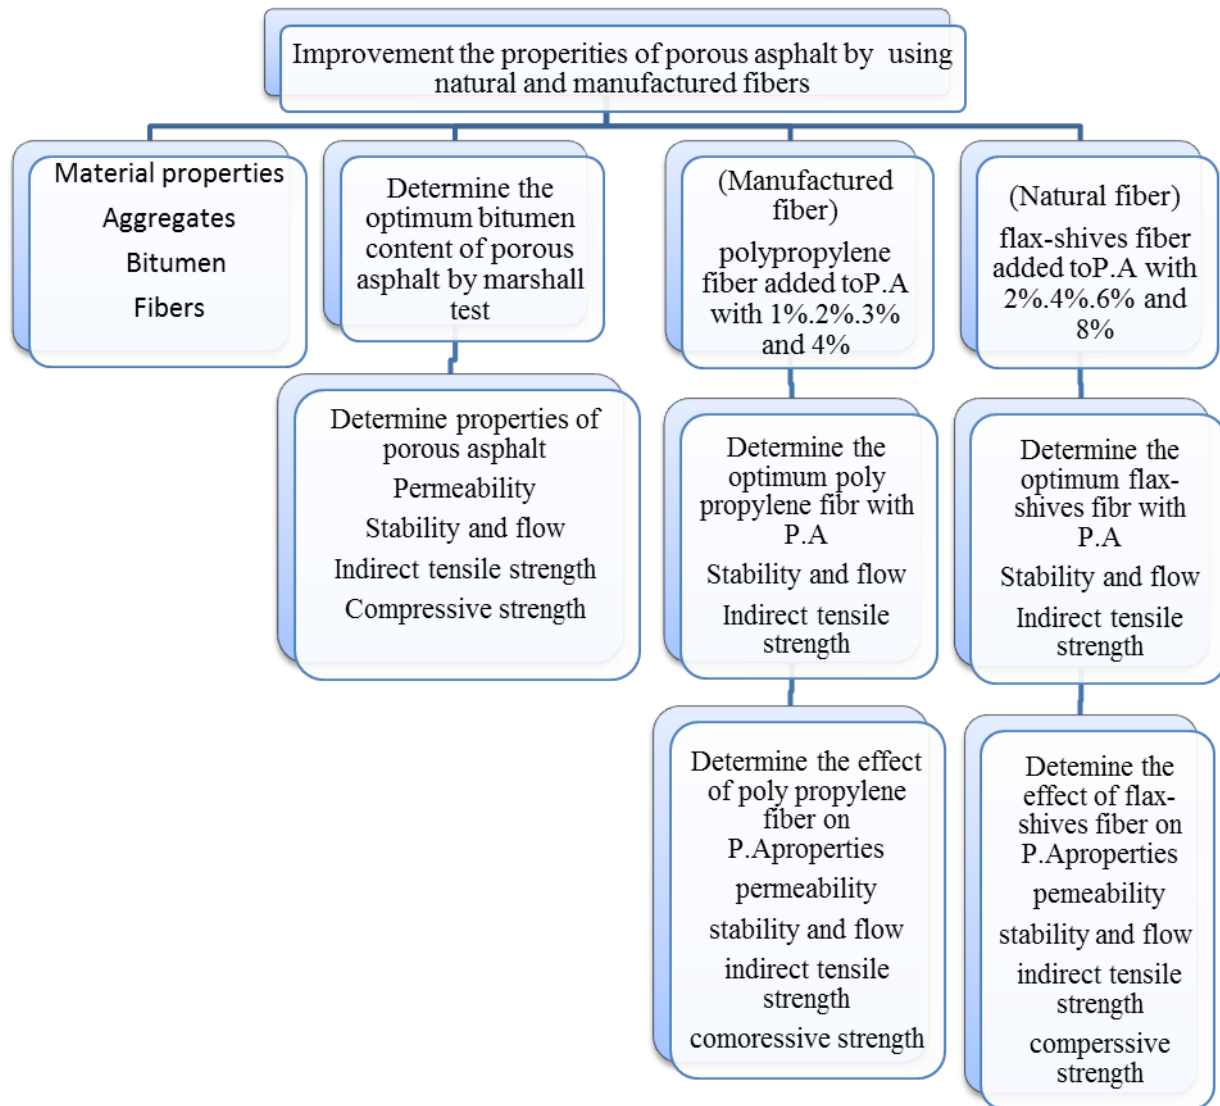 Improvement the properities of porous asphalt by  using
natural and manufactured fibers
Material properties
Aggregates
Bitumen
Fibers
Determine the
optimum bitumen
content of porous
asphalt by marshall
test
(Manufactured
fiber)
polypropylene
fiber added toP.A
with 1%.2%.3%
and 4%
(Natural fiber)
flax-shives fiber
added toP.A with
2%.4%.6% and
8%
Determine properties of
porous asphalt
Permeability
Stability and flow
Indirect tensile strength
Compressive strength
Determine the
optimum poly
propylene fibr with
P.A
Stability and flow
Indirect tensile
strength
Determine the
optimum flax-
shives fibr with
P.A
Stability and flow
Indirect tensile
strength
Determine the effect
of poly propylene
fiber on
P.Aproperties
permeability
stability and flow
indirect tensile
strength
comoressive strength
Detemine the
effect of flax-
shives fiber on
P.Aproperties
pemeability
stability and flow
indirect tensile
strength
comperssive
strength